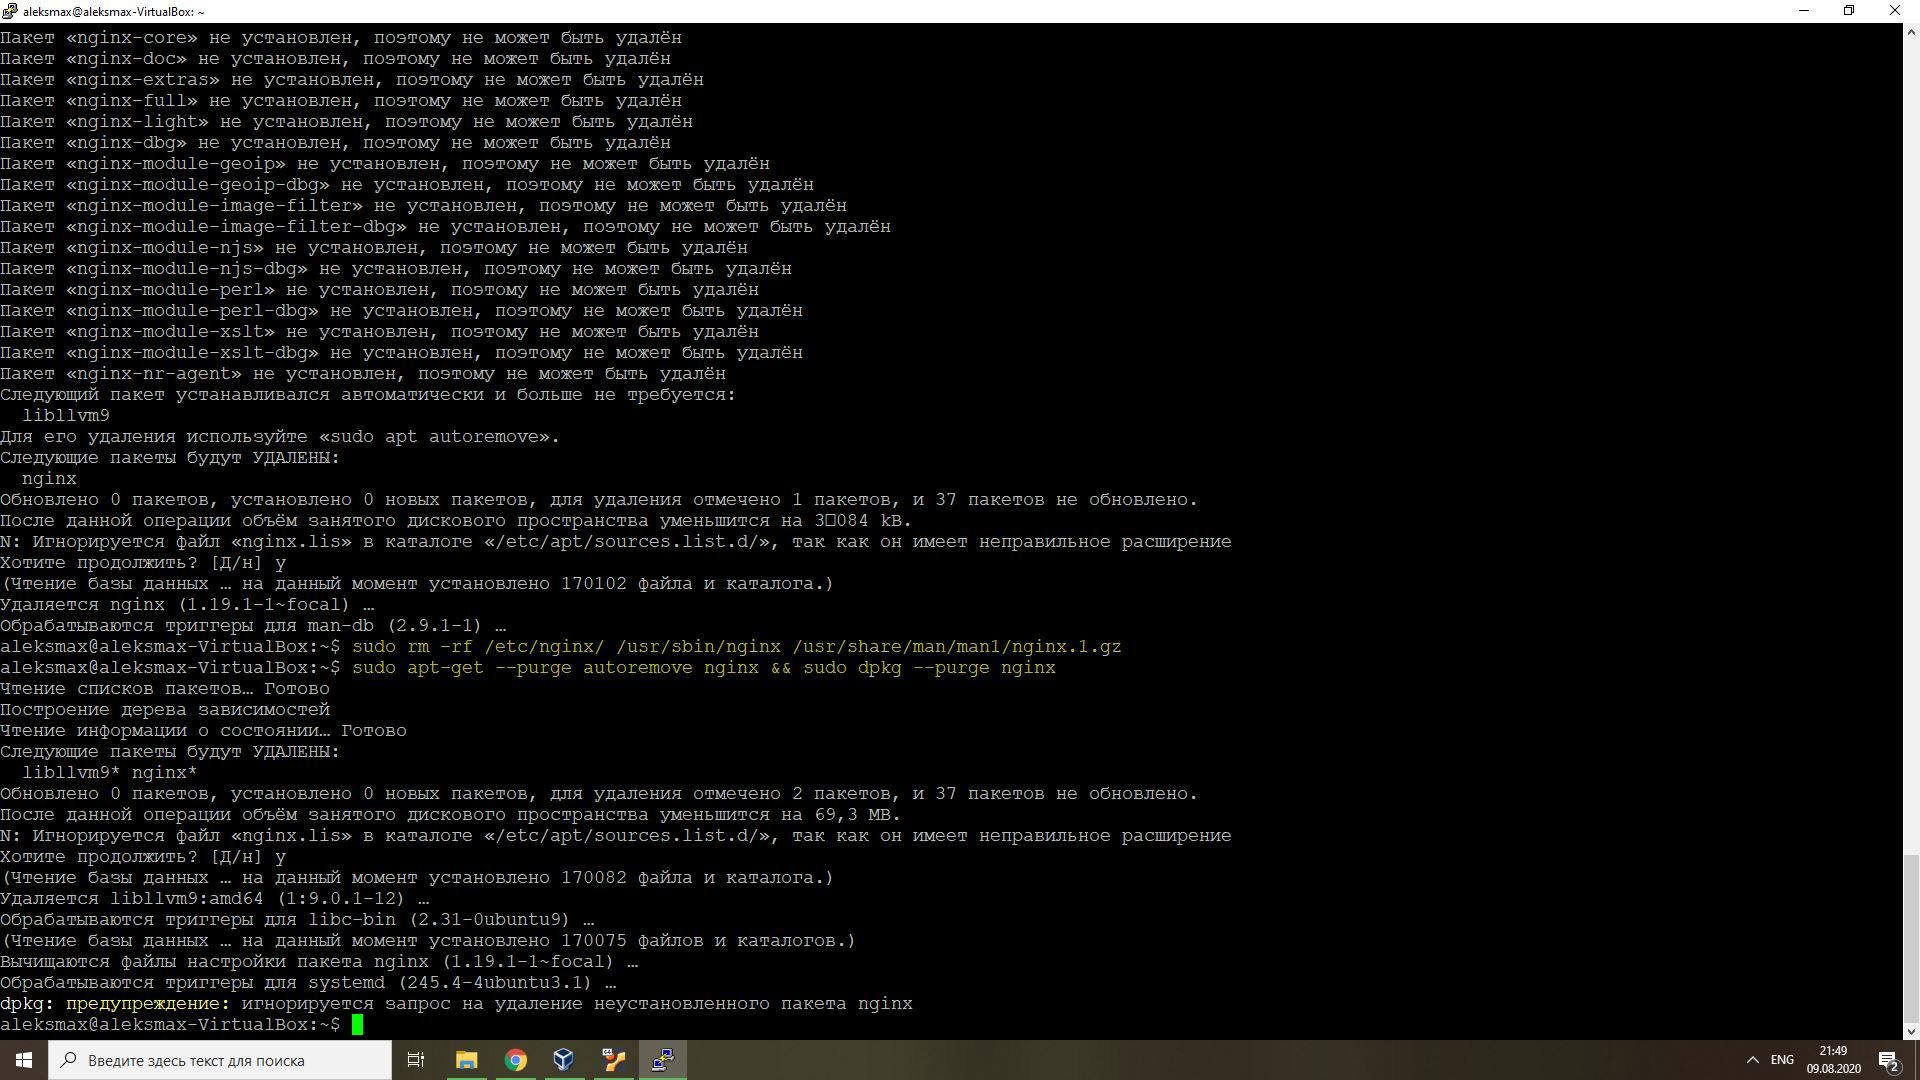 aleksmax@aleksmax-VirtualBox: ~
Пакет «nginx-core» не установлен, поэтому не может быть удалён
Пакет «nginx-doc» не установлен, поэтому не может быть удалён
Пакет «nginx-extras» не установлен, поэтому не может быть удалён
Пакет «nginx-full» не установлен, поэтому не может быть удалён
Пакет «nginx-light» не установлен, поэтому не может быть удалён
Пакет «nginx-dbg» не установлен, поэтому не может быть удалён
Пакет «nginx-module-geoip» не установлен, поэтому не может быть удалён
Пакет «nginx-module-geoip-dbg» не установлен, поэтому не может быть удалён
Пакет «nginx-module-image-filter» не установлен, поэтому не может быть удалён
Пакет «nginx-module-image-filter-dbg» не установлен, поэтому не может быть удалён
Пакет «nginx-module-njs» не установлен, поэтому не может быть удалён
Пакет «nginx-module-njs-dbg» не установлен, поэтому не может быть удалён
Пакет «nginx-module-perl» не установлен, поэтому не может быть удалён
Пакет «nginx-module-perl-dbg» не установлен, поэтому не может быть удалён
Пакет «nginx-module-xslt» не установлен, поэтому не может быть удалён
Пакет «nginx-module-xslt-dbg» не установлен, поэтому не может быть удалён
Пакет «nginx-nr-agent» не установлен, поэтому не может быть удалён
Следующий пакет устанавливался автоматически и больше не требуется:
libllvm9
Для его удаления используйте «sudo apt autoremove».
Следующие пакеты будут УДАЛЕНЫ:
nginx
Обновлено 0 пакетов, установлено 0 новых пакетов, для удаления отмечено 1 пакетов, и 37 пакетов не обновлено.
После данной операции объём занятого дискового пространства уменьшится на 3□084 kB.
N: Игнорируется файл «nginx.lis» в каталоге «/etc/apt/sources.list.d/», так как он имеет неправильное расширение
Хотите продолжить? [Д/н] y
(Чтение базы данных … на данный момент установлено 170102 файла и каталога.)
Удаляется nginx (1.19.1-1~focal) …
Обрабатываются триггеры для man-db (2.9.1-1) …
aleksmax@aleksmax-VirtualBox:~$ sudo rm -rf /etc/nginx/ /usr/sbin/nginx /usr/share/man/man1/nginx.1.gz
aleksmax@aleksmax-VirtualBox:~$ sudo apt-get --purge autoremove nginx && sudo dpkg --purge nginx
Чтение списков пакетов… Готово
Построение дерева зависимостей
Чтение информации о состоянии… Готово
Следующие пакеты будут УДАЛЕНЫ:
libllvm9* nginx*
Обновлено 0 пакетов, установлено 0 новых пакетов, для удаления отмечено 2 пакетов, и 37 пакетов не обновлено.
После данной операции объём занятого дискового пространства уменьшится на 69,3 MB.
N: Игнорируется файл «nginx.lis» в каталоге «/etc/apt/sources.list.d/», так как он имеет неправильное расширение
Хотите продолжить? [Д/н] y
(Чтение базы данных … на данный момент установлено 170082 файла и каталога.)
Удаляется libllvm9:amd64 (1:9.0.1-12) …
Обрабатываются триггеры для libc-bin (2.31-0ubuntu9) …
(Чтение базы данных … на данный момент установлено 170075 файлов и каталогов.)
Вычищаются файлы настройки пакета nginx (1.19.1-1~focal) …
Обрабатываются триггеры для systemd (245.4-4ubuntu3.1) …
dpkg: предупреждение: игнорируется запрос на удаление неустановленного пакета nginx
aleksmax@aleksmax-VirtualBox:~$
Введите здесь текст для поиска
ENG
21:49
09.08.2020
2